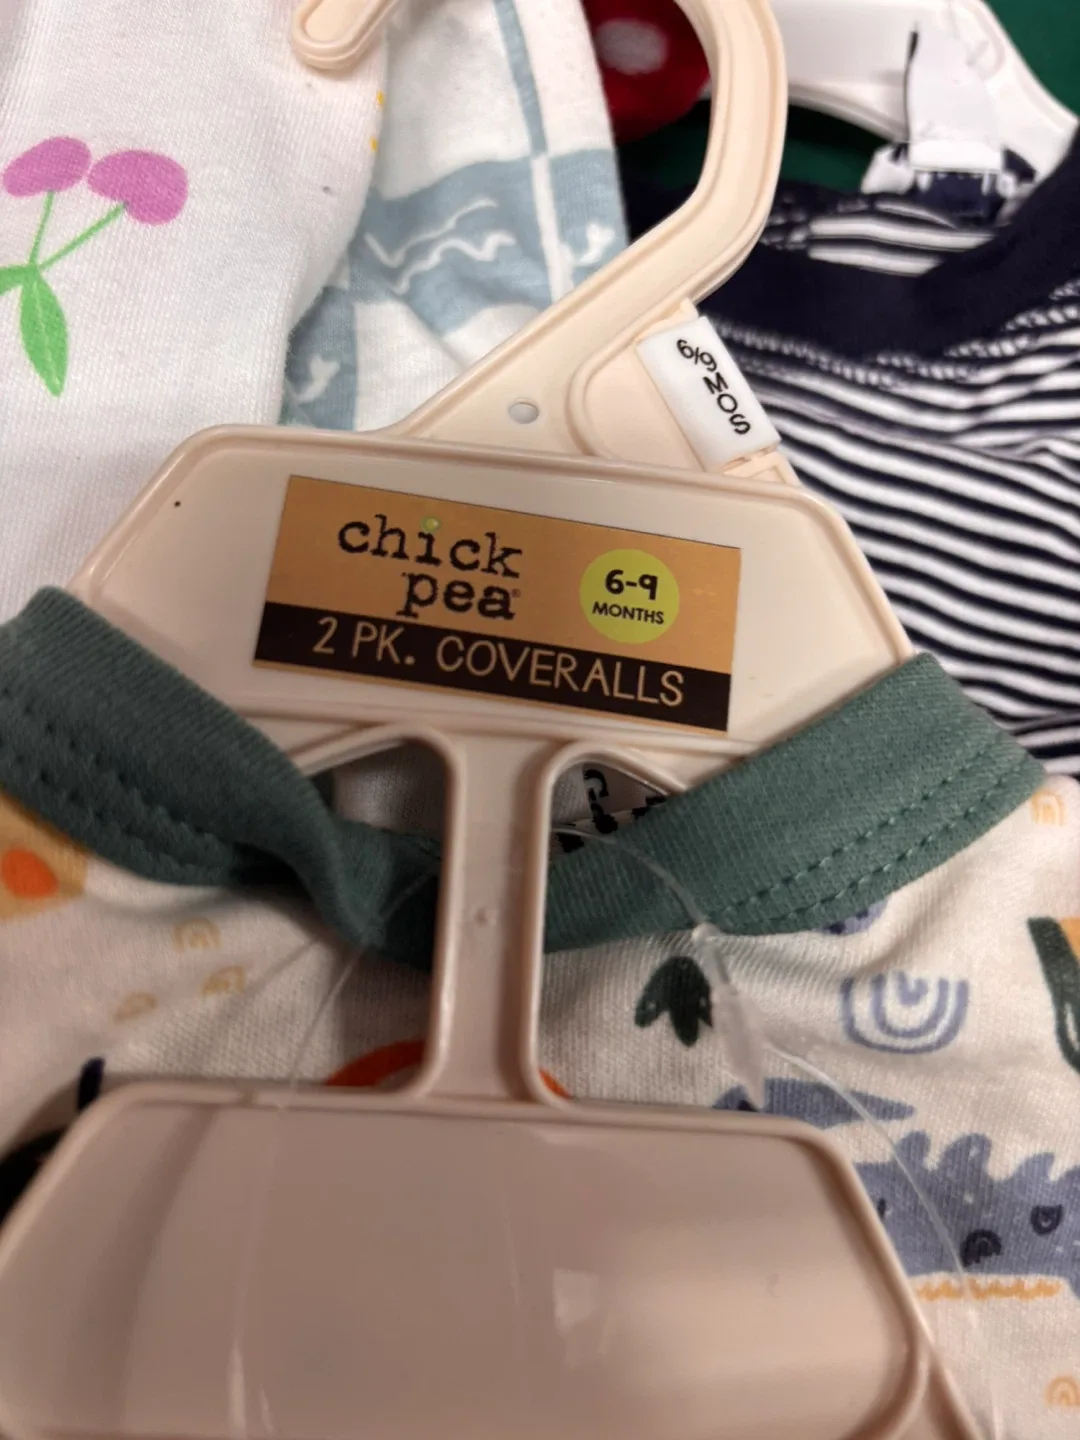 6/9
MOS
chick
pea®
6-9
MONTHS
2 PK. COVERALLS